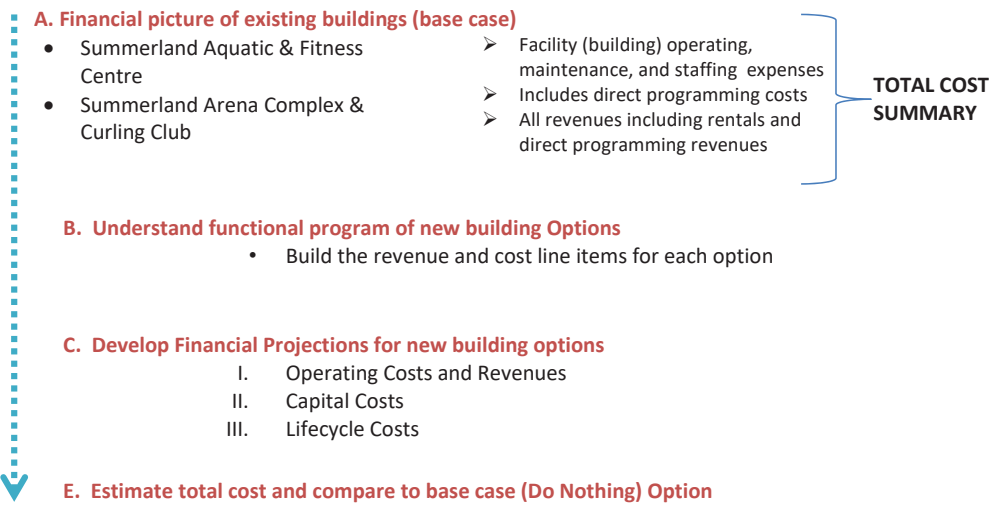 A. Financial picture of existing buildings (base case)
• Summerland Aquatic & Fitness
Centre
• Summerland Arena Complex &
Curling Club
➢ Facility (building) operating,
maintenance, and staffing expenses
➢ Includes direct programming costs
➢ All revenues including rentals and
direct programming revenues
TOTAL COST
SUMMARY
B. Understand functional program of new building Options
• Build the revenue and cost line items for each option
C. Develop Financial Projections for new building options
I. Operating Costs and Revenues
II. Capital Costs
III. Lifecycle Costs
E. Estimate total cost and compare to base case (Do Nothing) Option